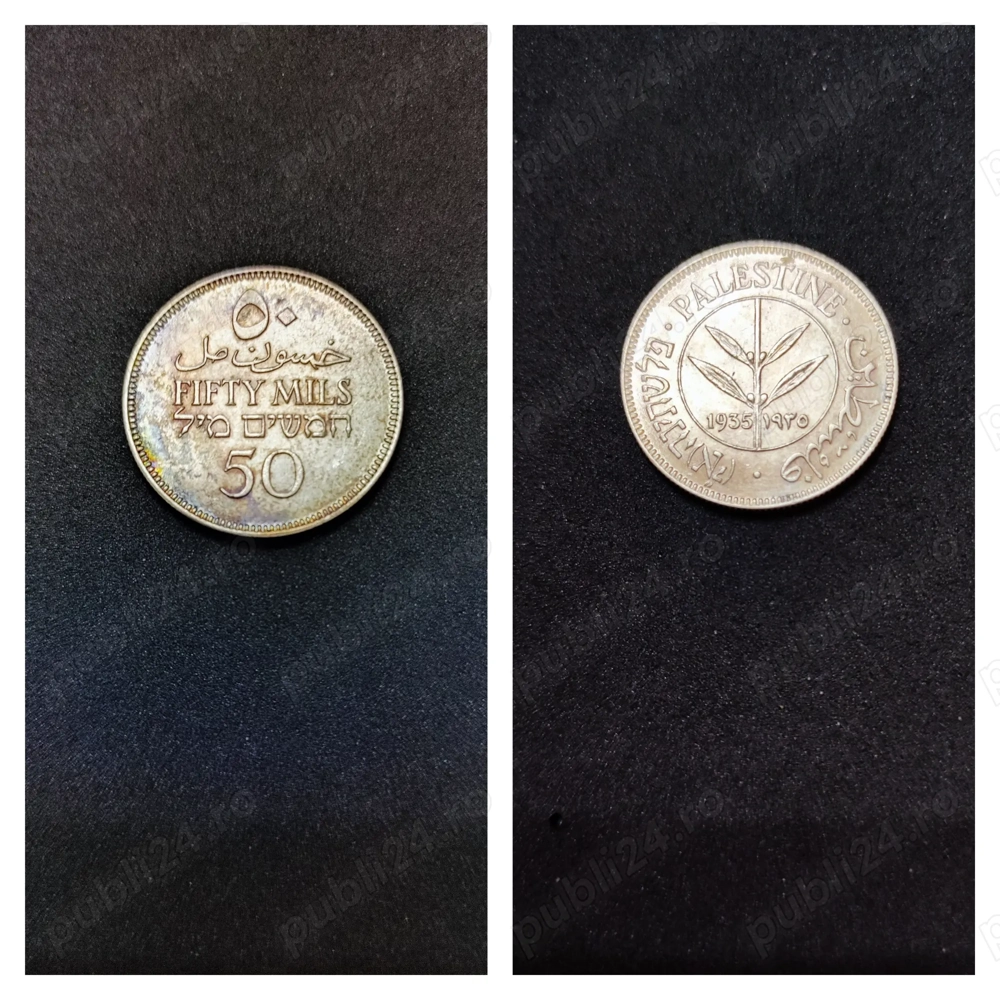 ٥٠
خمسون مل
FIFTY MILS
חמשים מיל
50
PALESTINE
פלשתינה (א"י)
فلسطين
1935 ١٩٣٥
publi24.ro